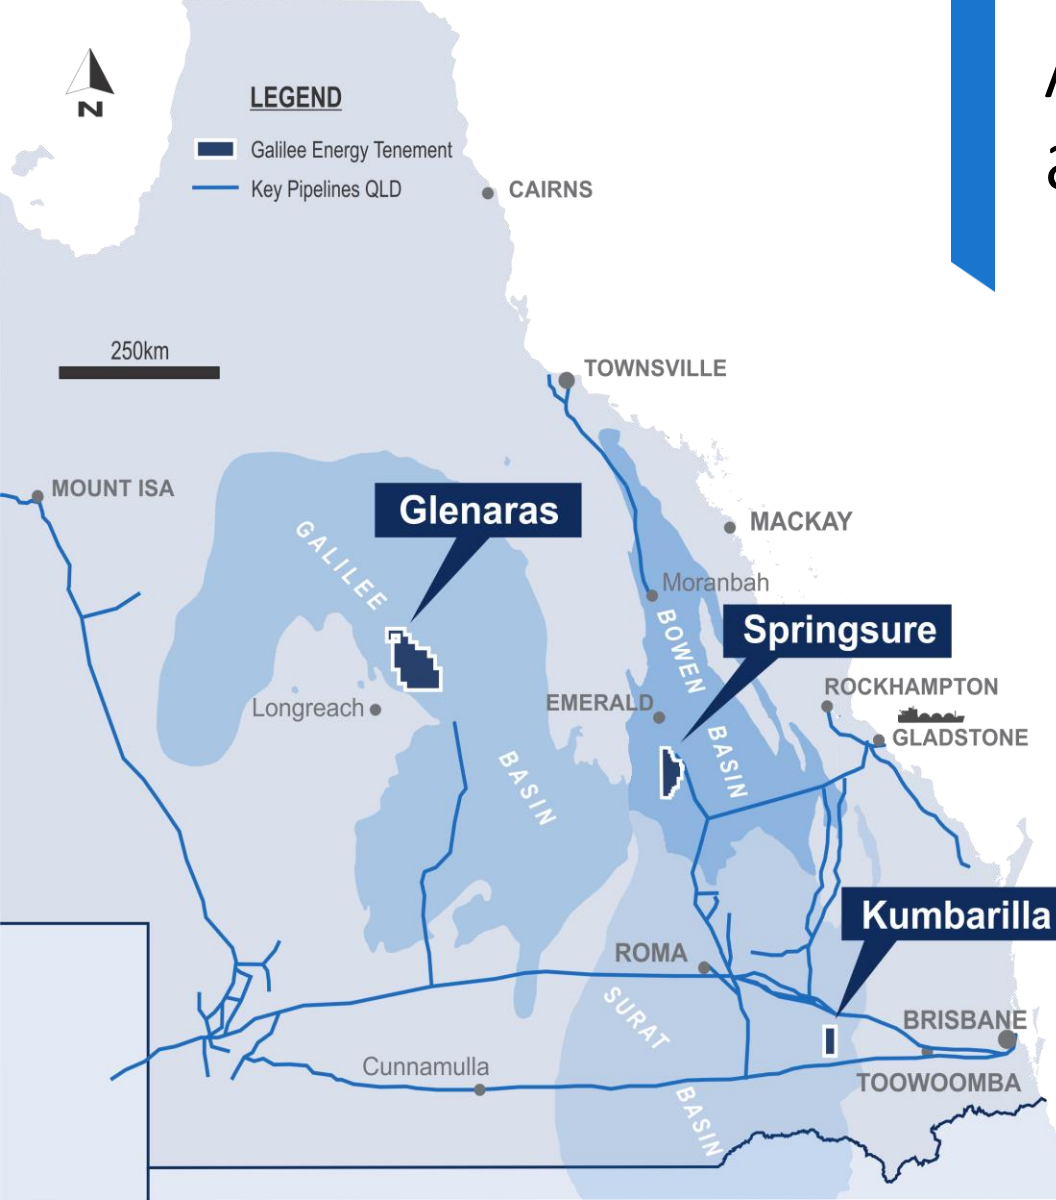 A
a
N
LEGEND
Galilee Energy Tenement
Key Pipelines QLD
CAIRNS
250km
TOWNSVILLE
MOUNT ISA
Glenaras
GALILEE
BASIN
MACKAY
Moranbah
BOWEN
BASIN
Springsure
ROCKHAMPTON
GLADSTONE
EMERALD
Longreach
Kumbarilla
ROMA
SURAT
BASIN
BRISBANE
TOOWOOMBA
Cunnamulla